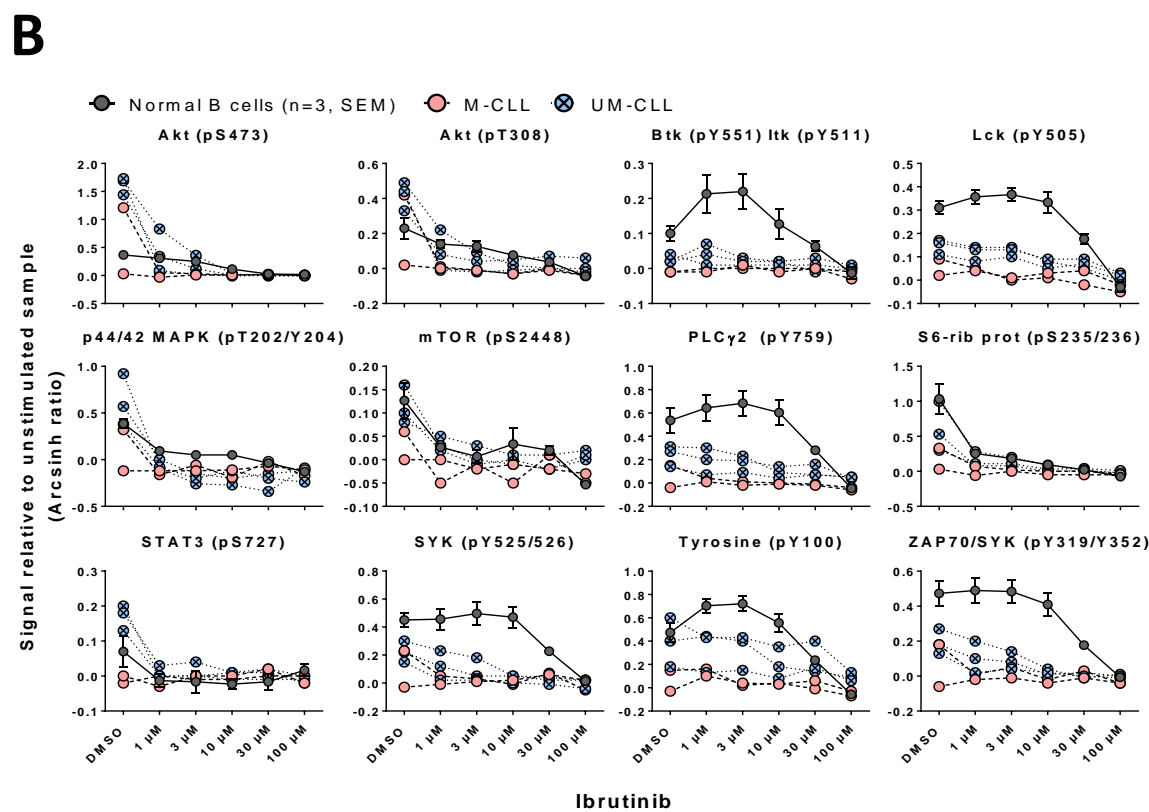 B
Normal B cells (n=3, SEM) M-CLL UM-CLL
Akt (pS473) Akt (pT308) Btk (pY551) Itk (pY511) Lck (pY505)
2.0 0.6 0.3 0.5
1.5 0.4 0.2 0.4
1.0 0.2 0.1 0.3
0.5 0.0 0.0 0.2
0.0 -0.2 -0.1 0.1
-0.5 0.0
-0.1
p44/42 MAPK (pT202/Y204) mTOR (pS2448) PLCγ2 (pY759) S6-rib prot (pS235/236)
1.0 0.20 1.0 1.5
0.5 0.15 0.8 1.0
0.0 0.10 0.6 0.5
-0.5 0.05 0.4 0.0
0.00 0.2 -0.5
-0.05 0.0
-0.10 -0.2
Signal relative to unstimulated sample
(Arcsinh ratio)
STAT3 (pS727) SYK (pY525/526) Tyrosine (pY100) ZAP70/SYK (pY319/Y352)
0.3 0.8 1.0 0.6
0.2 0.6 0.8 0.4
0.1 0.4 0.6 0.2
0.0 0.2 0.4 0.0
-0.1 0.0 0.2 -0.2
-0.2 0.0
-0.2
DMSO 1 µM 3 µM 10 µM 30 µM 100 µM DMSO 1 µM 3 µM 10 µM 30 µM 100 µM DMSO 1 µM 3 µM 10 µM 30 µM 100 µM DMSO 1 µM 3 µM 10 µM 30 µM 100 µM
Ibrutinib